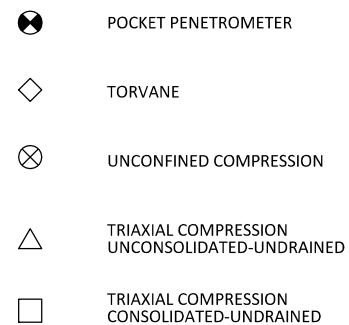 POCKET PENETROMETER
TORVANE
UNCONFINED COMPRESSION
TRIAXIAL COMPRESSION
UNCONSOLIDATED-UNDRAINED
TRIAXIAL COMPRESSION
CONSOLIDATED-UNDRAINED